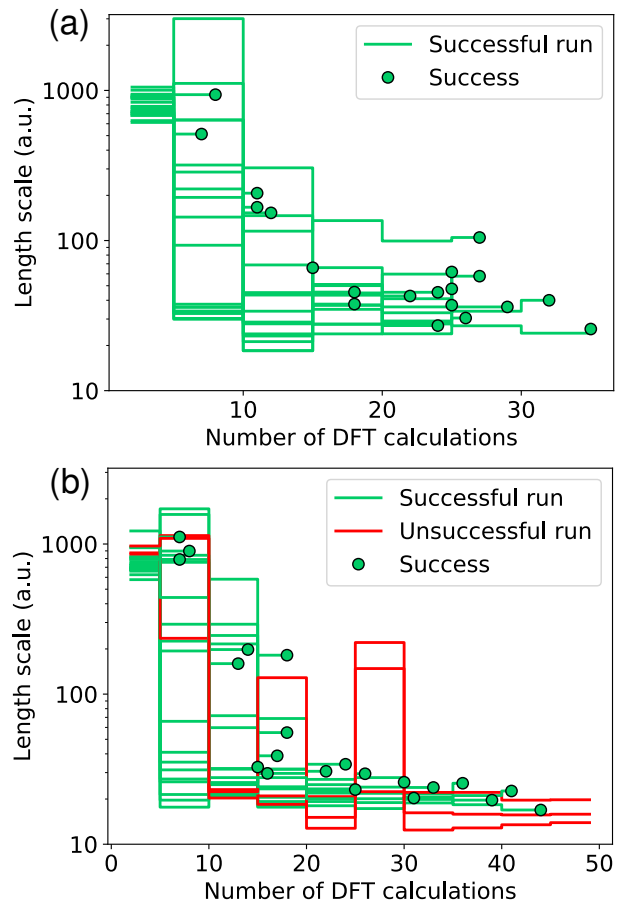 (a)
Successful run
Success
1000
100
10
Length scale (a.u.)
10 20 30
Number of DFT calculations
(b)
Successful run
Unsuccessful run
Success
1000
100
10
Length scale (a.u.)
0 10 20 30 40 50
Number of DFT calculations